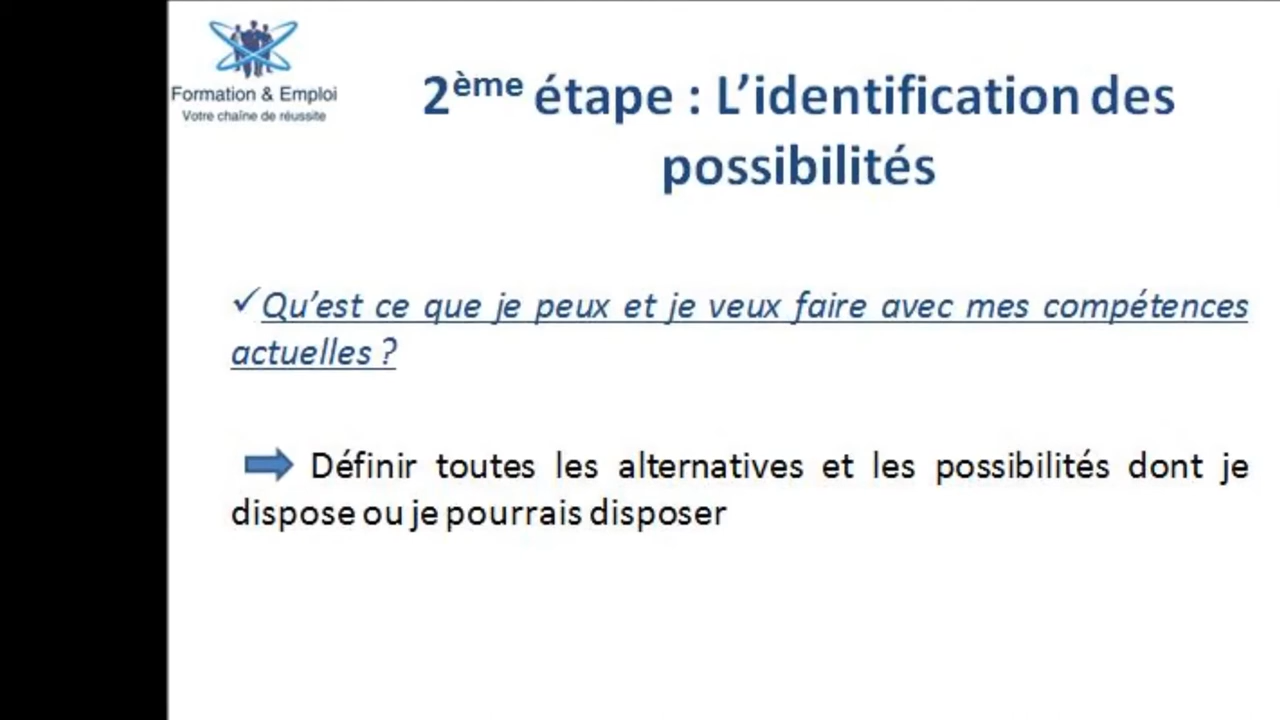 Formation & Emploi
Votre chaîne de réussite
2ème étape : L’identification des
possibilités
✓Qu’est ce que je peux et je veux faire avec mes compétences
actuelles ?
Définir toutes les alternatives et les possibilités dont je
dispose ou je pourrais disposer